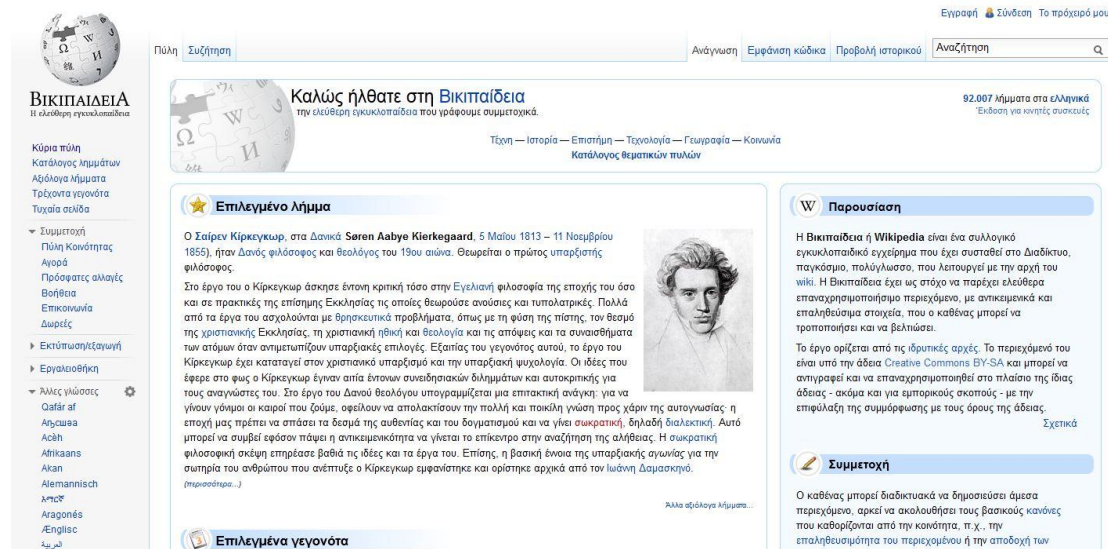 Εγγραφή Σύνδεση Το πρόχειρό μου
Πύλη Συζήτηση Ανάγνωση Εμφάνιση κώδικα Προβολή ιστορικού Αναζήτηση
ΒΙΚΙΠΑΙΔΕΙΑ
Η ελεύθερη εγκυκλοπαίδεια
Κύρια πύλη
Κατάλογος λημμάτων
Αξιόλογα λήμματα
Τρέχοντα γεγονότα
Τυχαία σελίδα
Συμμετοχή
Πύλη Κοινότητας
Αγορά
Πρόσφατες αλλαγές
Βοήθεια
Επικοινωνία
Δωρεές
Εκτύπωση/εξαγωγή
Εργαλειοθήκη
Άλλες γλώσσες
Qafár af
Аҧсшәа
Acèh
Afrikaans
Akan
Alemannisch
አማርኛ
Aragonés
Ænglisc
العربية
Καλώς ήλθατε στη Βικιπαίδεια
την ελεύθερη εγκυκλοπαίδεια που γράφουμε συμμετοχικά.
92.007 λήμματα στα ελληνικά
Έκδοση για κινητές συσκευές
Τέχνη — Ιστορία — Επιστήμη — Τεχνολογία — Γεωγραφία — Κοινωνία
Κατάλογος θεματικών πυλών
Επιλεγμένο λήμμα
Ο Σαίρεν Κίρκεγκωρ, στα Δανικά Søren Aabye Kierkegaard, 5 Μαΐου 1813 – 11 Νοεμβρίου
1855), ήταν Δανός φιλόσοφος και θεολόγος του 19ου αιώνα. Θεωρείται ο πρώτος υπαρξιστής
φιλόσοφος.
Στο έργο του ο Κίρκεγκωρ άσκησε έντονη κριτική τόσο στην Εγελιανή φιλοσοφία της εποχής του όσο
και σε πρακτικές της επίσημης Εκκλησίας τις οποίες θεωρούσε ανούσιες και τυπολατρικές. Πολλά
από τα έργα του ασχολούνται με θρησκευτικά προβλήματα, όπως με τη φύση της πίστης, τον θεσμό
της χριστιανικής Εκκλησίας, τη χριστιανική ηθική και θεολογία και τις απόψεις και τα συναισθήματα
των ατόμων όταν αντιμετωπίζουν υπαρξιακές επιλογές. Εξαιτίας του γεγονότος αυτού, το έργο του
Κίρκεγκωρ έχει καταταγεί στον χριστιανικό υπαρξισμό και την υπαρξιακή ψυχολογία. Οι ιδέες που
έφερε στο φως ο Κίρκεγκωρ έγιναν αιτία έντονων συνειδησιακών διλημμάτων και αυτοκριτικής για
τους αναγνώστες του. Στο έργο του Δανού θεολόγου υπογραμμίζεται μια επιτακτική ανάγκη: για να
γίνουν γόνιμοι οι καιροί που ζούμε, οφείλουν να απολακτίσουν την πολλή και ποικίλη γνώση προς χάριν της αυτογνωσίας· η
εποχή μας πρέπει να σπάσει τα δεσμά της αυθεντίας και του δογματισμού και να γίνει σωκρατική, δηλαδή διαλεκτική. Αυτό
μπορεί να συμβεί εφόσον πάψει η αντικειμενικότητα να γίνεται το επίκεντρο στην αναζήτηση της αλήθειας. Η σωκρατική
φιλοσοφική σκέψη επηρέασε βαθιά τις ιδέες και τα έργα του. Επίσης, η βασική έννοια της υπαρξιακής αγωνίας για την
σωτηρία του ανθρώπου που ανέπτυξε ο Κίρκεγκωρ εμφανίστηκε και ορίστηκε αρχικά από τον Ιωάννη Δαμασκηνό.
(περισσότερα...)
Άλλα αξιόλογα λήμματα...
Επιλεγμένα γεγονότα
Παρουσίαση
Η Βικιπαίδεια ή Wikipedia είναι ένα συλλογικό
εγκυκλοπαιδικό εγχείρημα που έχει συσταθεί στο Διαδίκτυο,
παγκόσμιο, πολύγλωσσο, που λειτουργεί με την αρχή του
wiki. Η Βικιπαίδεια έχει ως στόχο να παρέχει ελεύθερα
επαναχρησιμοποιήσιμο περιεχόμενο, με αντικειμενικά και
επαληθεύσιμα στοιχεία, που ο καθένας μπορεί να
τροποποιήσει και να βελτιώσει.
Το έργο ορίζεται από τις ιδρυτικές αρχές. Το περιεχόμενό του
είναι υπό την άδεια Creative Commons BY-SA και μπορεί να
αντιγραφεί και να επαναχρησιμοποιηθεί στο πλαίσιο της ίδιας
άδειας - ακόμα και για εμπορικούς σκοπούς - με την
επιφύλαξη της συμμόρφωσης με τους όρους της άδειας.
Σχετικά
Συμμετοχή
Ο καθένας μπορεί διαδικτυακά να δημοσιεύσει άμεσα
περιεχόμενο, αρκεί να ακολουθήσει τους βασικούς κανόνες
που καθορίζονται από την κοινότητα, π.χ., την
επαληθευσιμότητα του περιεχομένου ή την αποδοχή των